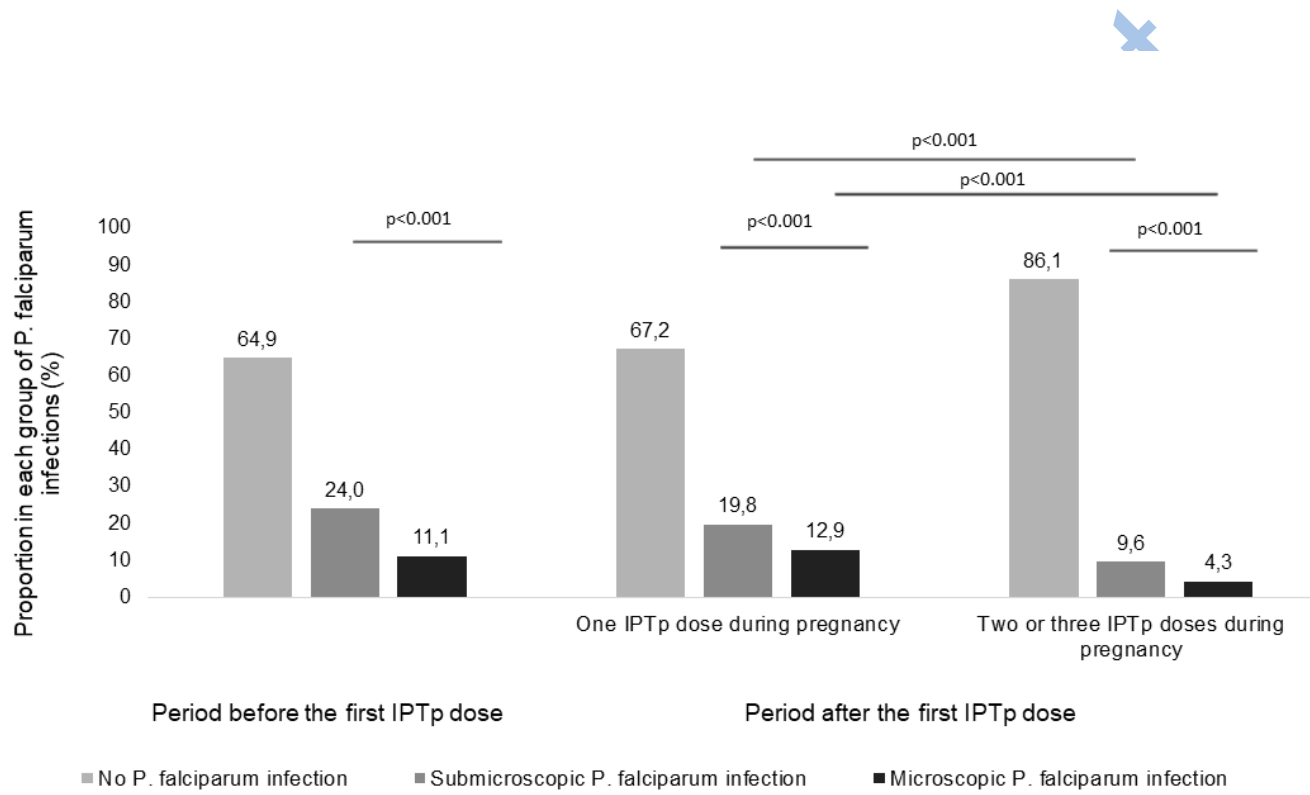 p<0.001
p<0.001
p<0.001
p<0.001
p<0.001
Proportion in each group of P. falciparum
infections (%)
100
90
80
70
60
50
40
30
20
10
0
64,9
24,0
11,1
67,2
19,8
12,9
86,1
9,6
4,3
One IPTp dose during pregnancy
Two or three IPTp doses during
pregnancy
Period before the first IPTp dose
Period after the first IPTp dose
No P. falciparum infection
Submicroscopic P. falciparum infection
Microscopic P. falciparum infection